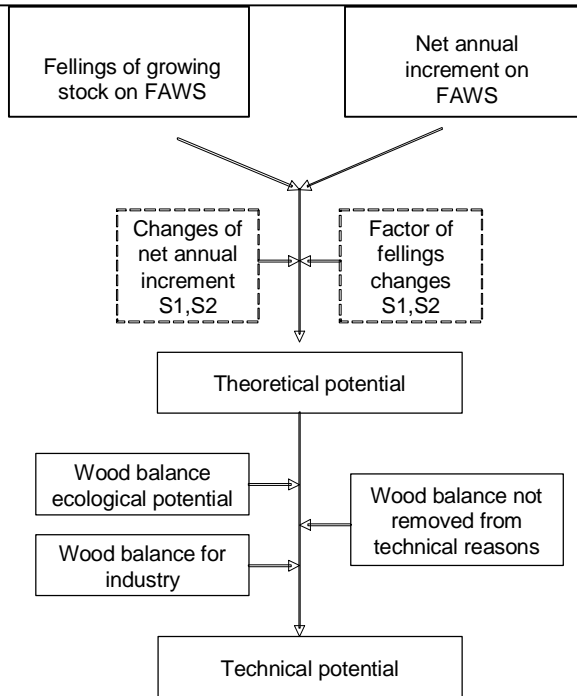 Fellings of growing
stock on FAWS
Net annual
increment on
FAWS
Changes of
net annual
increment
S1,S2
Factor of
fellings
changes
S1,S2
Theoretical potential
Wood balance
ecological potential
Wood balance not
removed from
technical reasons
Wood balance for
industry
Technical potential